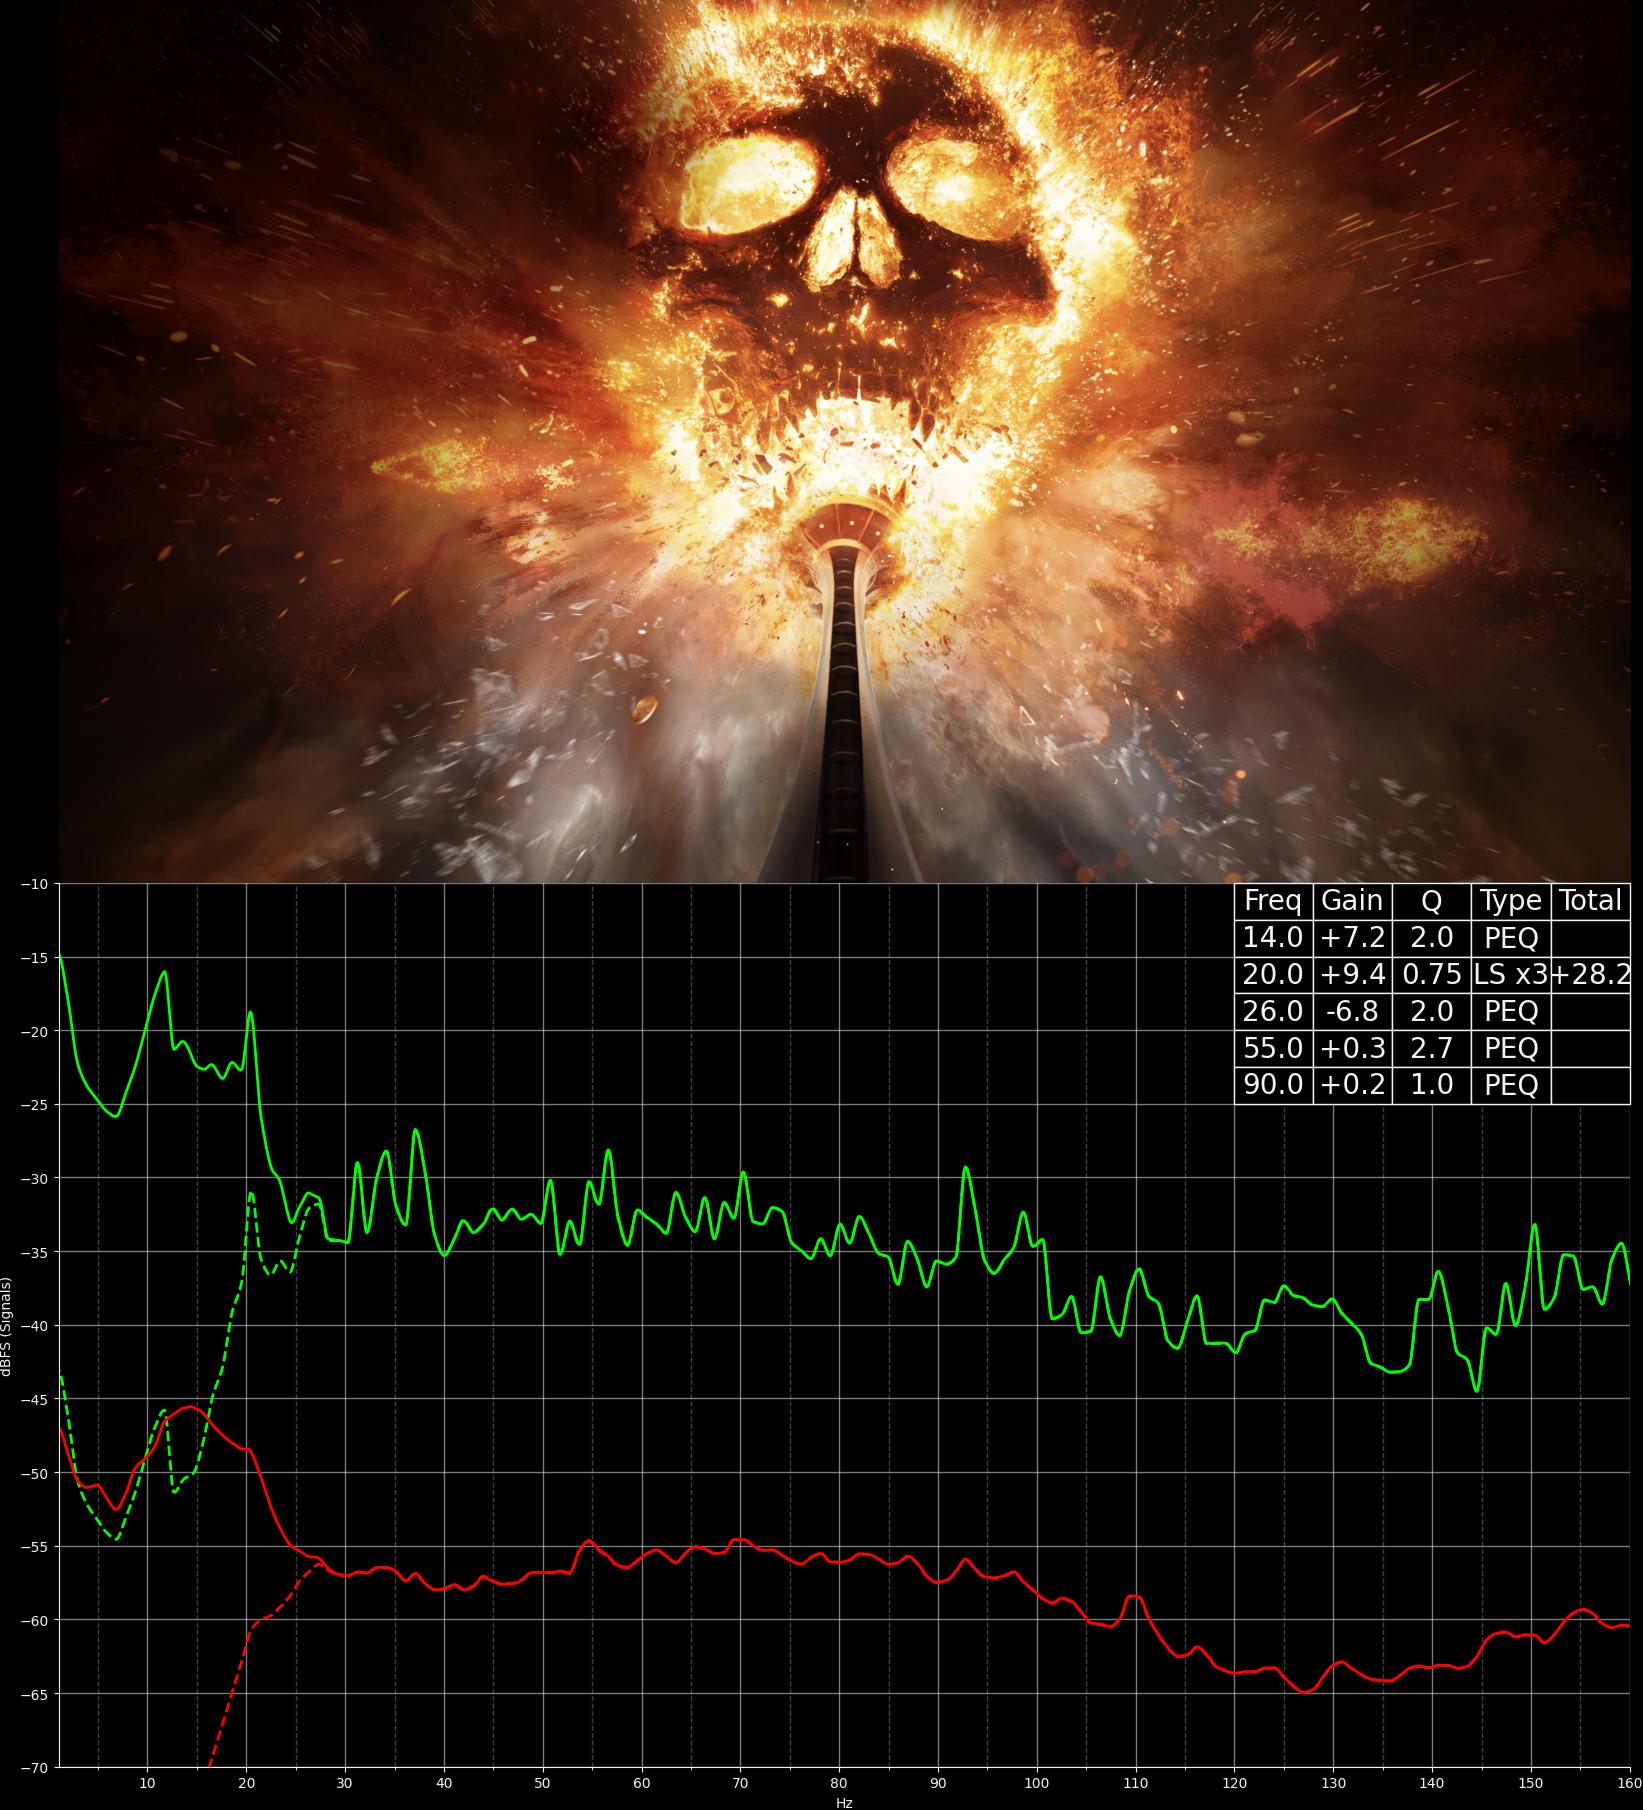 Freq Gain Q Type Total
14.0 +7.2 2.0 PEQ
20.0 +9.4 0.75 LS x3 +28.2
26.0 -6.8 2.0 PEQ
55.0 +0.3 2.7 PEQ
90.0 +0.2 1.0 PEQ
−10
−15
−20
−25
−30
−35
−40
−45
−50
−55
−60
−65
−70
dBFS (Signals)
10 20 30 40 50 60 70 80 90 100 110 120 130 140 150 160
Hz